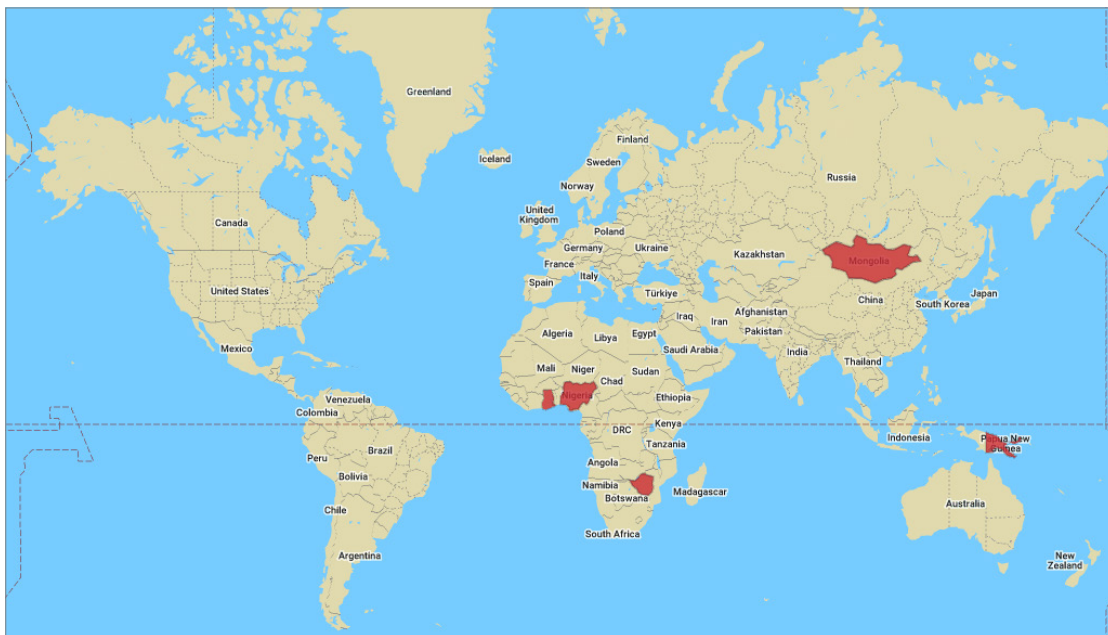 Greenland
Iceland
Finland
Sweden
Norway
Russia
Canada
United
Kingdom
Poland
Germany
Ukraine
France
Kazakhstan
Mongolia
Italy
Spain
Türkiye
United States
China
South Korea
Japan
Iraq
Iran
Afghanistan
Pakistan
Algeria
Libya
Egypt
Saudi Arabia
India
Mexico
Thailand
Mali
Niger
Chad
Sudan
Nigeria
Ethiopia
Venezuela
Colombia
DRC
Kenya
Tanzania
Indonesia
Papua New
Guinea
Peru
Brazil
Bolivia
Angola
Namibia
Botswana
Madagascar
Australia
Chile
South Africa
Argentina
New
Zealand